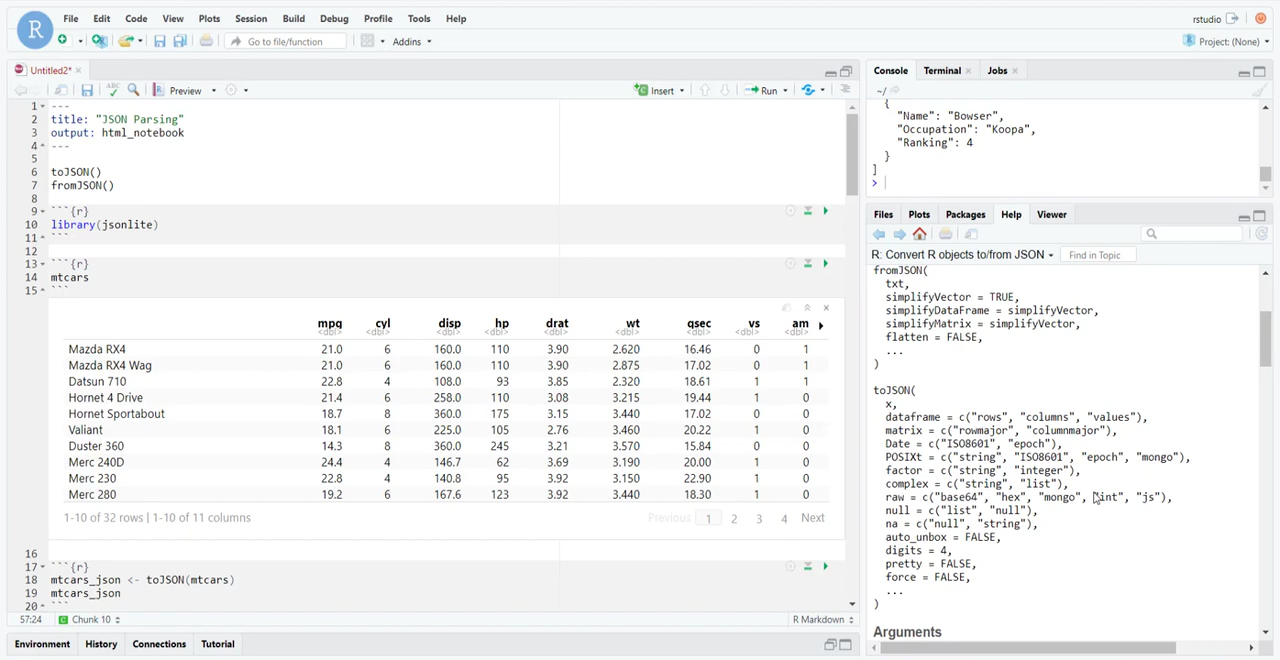 File Edit Code View Plots Session Build Debug Profile Tools Help
rstudio
R
Go to file/function
Addins
Project: (None)
Untitled2*
ABC
Preview
Insert
Run
1 ---
2 title: "JSON Parsing"
3 output: html_notebook
4 ---
5
6 toJSON()
7 fromJSON()
8
9 ```{r}
10 library(jsonlite)
11 ```
12
13 ```{r}
14 mtcars
15 ```
mpg cyl disp hp drat wt qsec vs am
<dbl> <dbl> <dbl> <dbl> <dbl> <dbl> <dbl> <dbl> <dbl>
Mazda RX4 21.0 6 160.0 110 3.90 2.620 16.46 0 1
Mazda RX4 Wag 21.0 6 160.0 110 3.90 2.875 17.02 0 1
Datsun 710 22.8 4 108.0 93 3.85 2.320 18.61 1 1
Hornet 4 Drive 21.4 6 258.0 110 3.08 3.215 19.44 1 0
Hornet Sportabout 18.7 8 360.0 175 3.15 3.440 17.02 0 0
Valiant 18.1 6 225.0 105 2.76 3.460 20.22 1 0
Duster 360 14.3 8 360.0 245 3.21 3.570 15.84 0 0
Merc 240D 24.4 4 146.7 62 3.69 3.190 20.00 1 0
Merc 230 22.8 4 140.8 95 3.92 3.150 22.90 1 0
Merc 280 19.2 6 167.6 123 3.92 3.440 18.30 1 0
1-10 of 32 rows | 1-10 of 11 columns
Previous 1 2 3 4 Next
16
17 ```{r}
18 mtcars_json <- toJSON(mtcars)
19 mtcars_json
20 ```
57:24 Chunk 10 R Markdown
Environment History Connections Tutorial
Console Terminal Jobs
~/
{
"Name": "Bowser",
"Occupation": "Koopa",
"Ranking": 4
}
]
>
Files Plots Packages Help Viewer
R: Convert R objects to/from JSON
Find in Topic
fromJSON(
txt,
simplifyVector = TRUE,
simplifyDataFrame = simplifyVector,
simplifyMatrix = simplifyVector,
flatten = FALSE,
...
)
toJSON(
x,
dataframe = c("rows", "columns", "values"),
matrix = c("rowmajor", "columnmajor"),
Date = c("ISO8601", "epoch"),
POSIXt = c("string", "ISO8601", "epoch", "mongo"),
factor = c("string", "integer"),
complex = c("string", "list"),
raw = c("base64", "hex", "mongo", "int", "js"),
null = c("list", "null"),
na = c("null", "string"),
auto_unbox = FALSE,
digits = 4,
pretty = FALSE,
force = FALSE,
...
)
Arguments